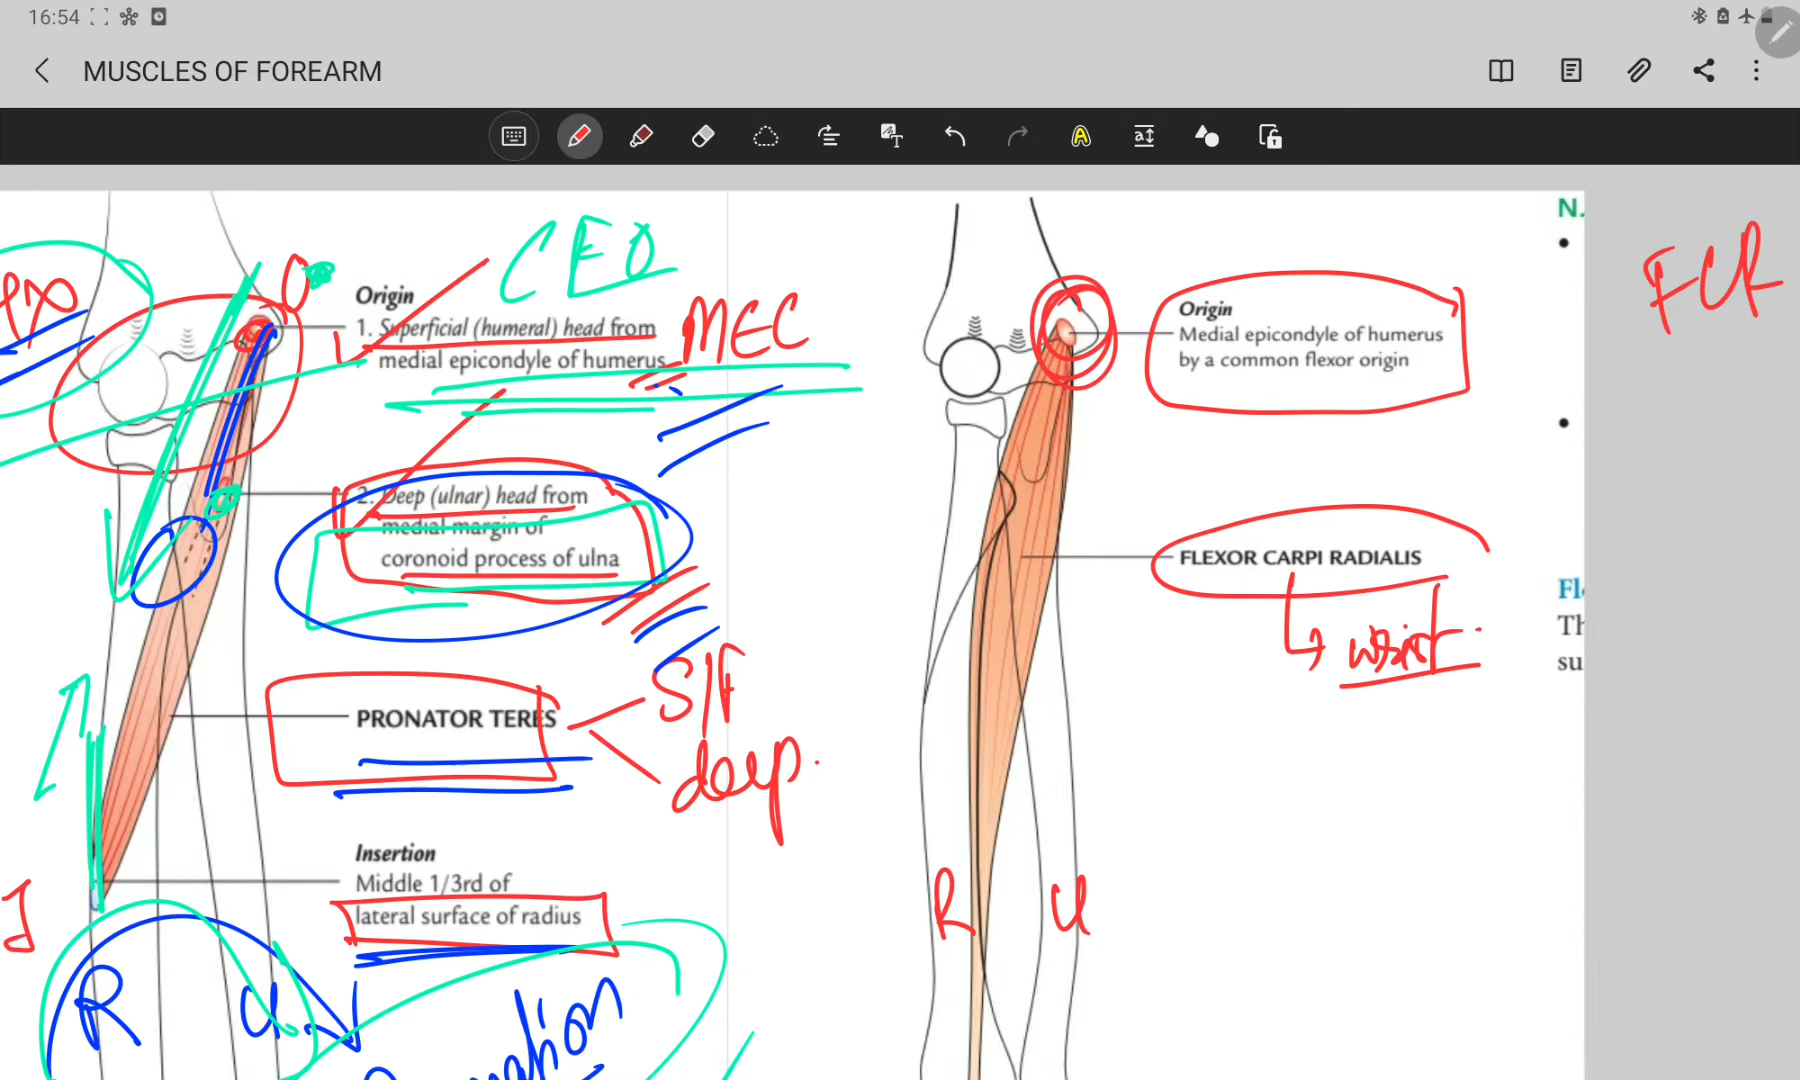 16:54
MUSCLES OF FOREARM
CEO
Origin
1. Superficial (humeral) head from
medial epicondyle of humerus
MEC
O
2. Deep (ulnar) head from
medial margin of
coronoid process of ulna
PRONATOR TERES
S/F
deep.
Insertion
Middle 1/3rd of
lateral surface of radius
R U
Origin
Medial epicondyle of humerus
by a common flexor origin
FLEXOR CARPI RADIALIS
wrist
R U
N.
FCR
Fl
Th
su